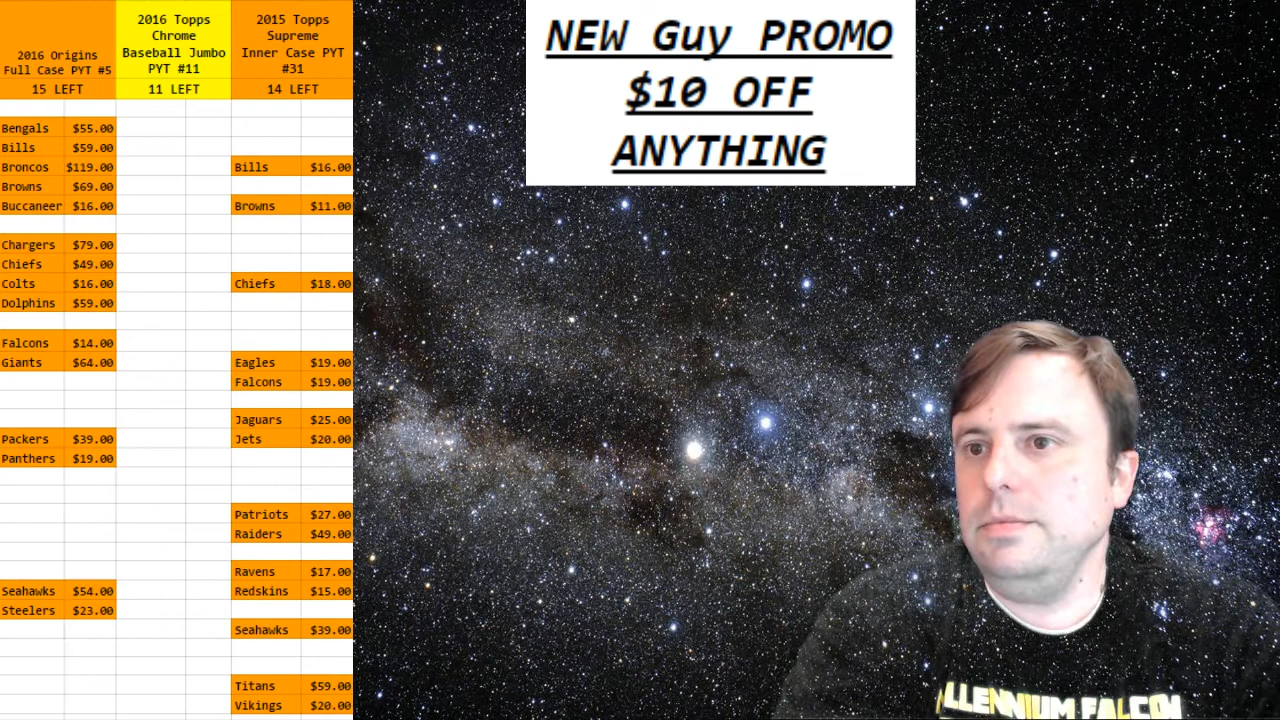 2016 Origins
Full Case PYT #5
15 LEFT
2016 Topps
Chrome
Baseball Jumbo
PYT #11
11 LEFT
2015 Topps
Supreme
Inner Case PYT
#31
14 LEFT
Bengals $55.00
Bills $59.00
Broncos $119.00
Browns $69.00
Buccaneer $16.00
Chargers $79.00
Chiefs $49.00
Colts $16.00
Dolphins $59.00
Falcons $14.00
Giants $64.00
Packers $39.00
Panthers $19.00
Seahawks $54.00
Steelers $23.00
Bills $16.00
Browns $11.00
Chiefs $18.00
Eagles $19.00
Falcons $19.00
Jaguars $25.00
Jets $20.00
Patriots $27.00
Raiders $49.00
Ravens $17.00
Redskins $15.00
Seahawks $39.00
Titans $59.00
Vikings $20.00
NEW Guy PROMO
$10 OFF
ANYTHING
LLENNIUM FALCON